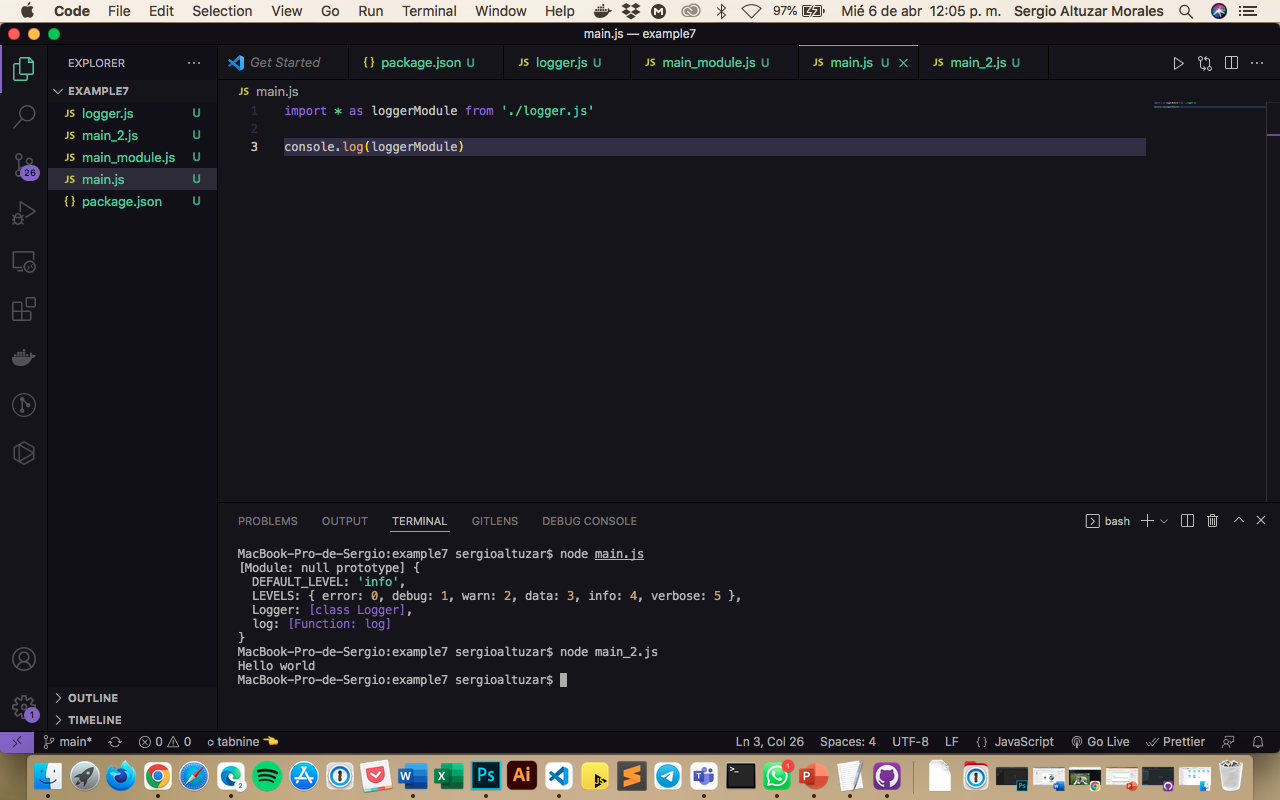 Code File Edit Selection View Go Run Terminal Window Help 97% Mié 6 de abr 12:05 p. m. Sergio Altuzar Morales
main.js — example7
EXPLORER
EXAMPLE7
JS logger.js U
JS main_2.js U
JS main_module.js U
JS main.js U
{} package.json U
26
OUTLINE
TIMELINE
1
Get Started {} package.json U JS logger.js U JS main_module.js U JS main.js U JS main_2.js U
JS main.js
1 import * as loggerModule from './logger.js'
2
3 console.log(loggerModule)
PROBLEMS OUTPUT TERMINAL GITLENS DEBUG CONSOLE bash
MacBook-Pro-de-Sergio:example7 sergioaltuzar$ node main.js
[Module: null prototype] {
DEFAULT_LEVEL: 'info',
LEVELS: { error: 0, debug: 1, warn: 2, data: 3, info: 4, verbose: 5 },
Logger: [class Logger],
log: [Function: log]
}
MacBook-Pro-de-Sergio:example7 sergioaltuzar$ node main_2.js
Hello world
MacBook-Pro-de-Sergio:example7 sergioaltuzar$
main* 0 0 tabnine Ln 3, Col 26 Spaces: 4 UTF-8 LF {} JavaScript Go Live Prettier
2 W X Ps Ai T 1 P